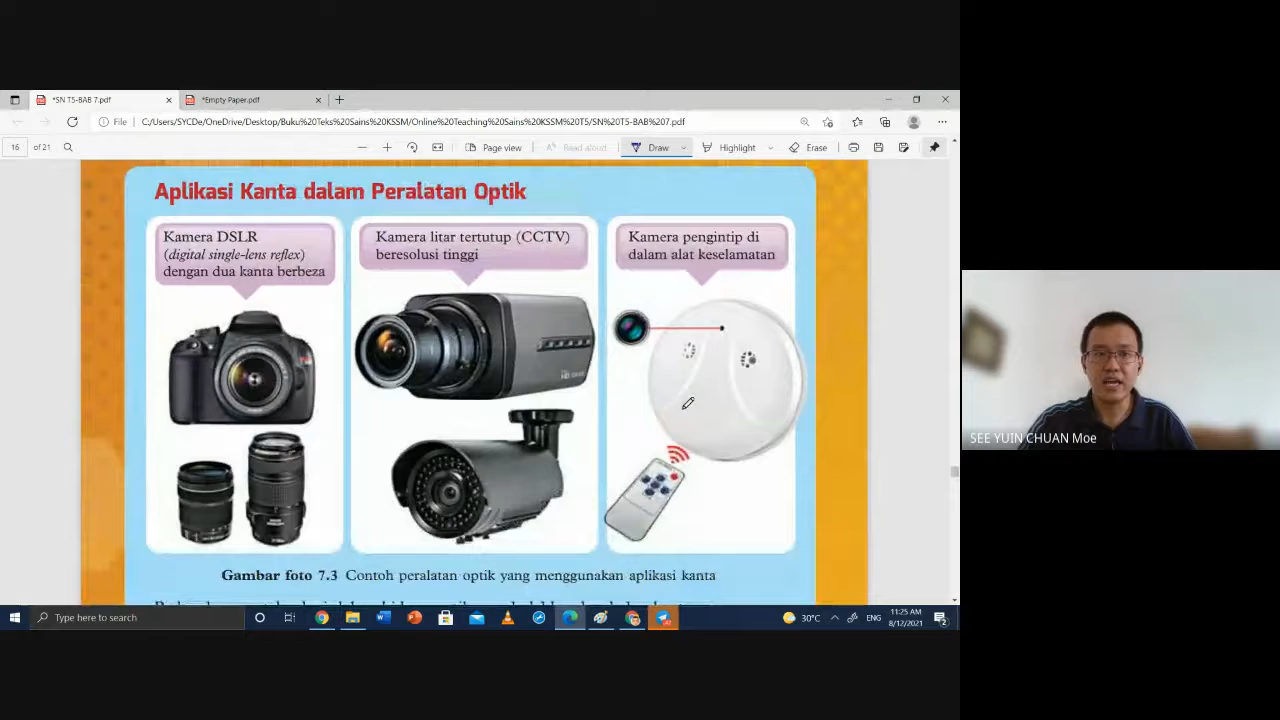 *SN T5-BAB 7.pdf
*Empty Paper.pdf
File
C:/Users/SYCDe/OneDrive/Desktop/Buku%20Teks%20Sains%20KSSM/Online%20Teaching%20Sains%20KSSM%20T5/SN%20T5-BAB%207.pdf
16 of 21
Page view
Read aloud
Draw
Highlight
Erase
Aplikasi Kanta dalam Peralatan Optik
Kamera DSLR
(digital single-lens reflex)
dengan dua kanta berbeza
Kamera litar tertutup (CCTV)
beresolusi tinggi
Kamera pengintip di
dalam alat keselamatan
HD
SEE YUIN CHUAN Moe
Gambar foto 7.3 Contoh peralatan optik yang menggunakan aplikasi kanta
Type here to search
30°C
ENG
11:25 AM
8/12/2021
2